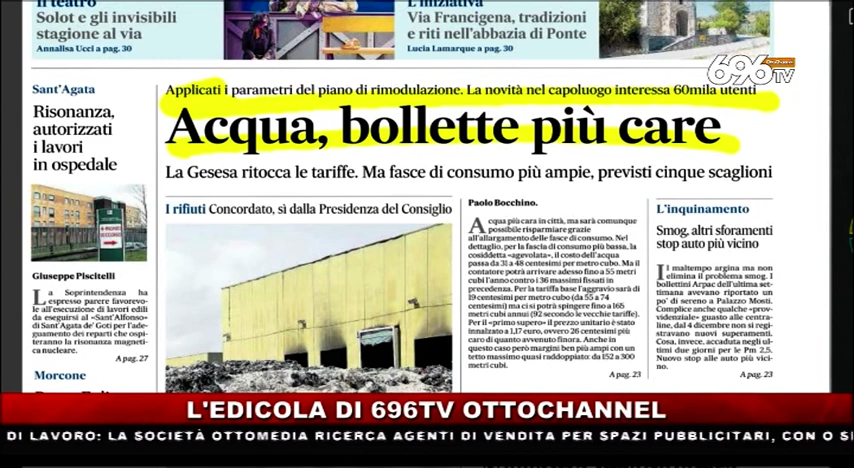 Il teatro
Solot e gli invisibili
stagione al via
Annalisa Ucci a pag. 30
L'iniziativa
Via Francigena, tradizioni
e riti nell'abbazia di Ponte
Lucia Lamarque a pag. 30
696
TV
Sant'Agata
Risonanza,
autorizzati
i lavori
in ospedale
Giuseppe Piscitelli
La Soprintendenza ha
espresso parere favorevo-
le all'esecuzione di lavori edili
da eseguirsi al «Sant'Alfonso»
di Sant'Agata de' Goti per l'ade-
guamento dei reparti che ospi-
teranno la risonanza magneti-
ca nucleare.
A pag. 27
Morcone
Applicati i parametri del piano di rimodulazione. La novità nel capoluogo interessa 60mila utenti
Acqua, bollette più care
La Gesesa ritocca le tariffe. Ma fasce di consumo più ampie, previsti cinque scaglioni
I rifiuti Concordato, sì dalla Presidenza del Consiglio
Paolo Bocchino.
Acqua più cara in città, ma sarà comunque
possibile risparmiare grazie
all'allargamento delle fasce di consumo. Nel
dettaglio, per la fascia di consumo più bassa, la
cosiddetta «agevolata», il costo dell'acqua
passa da 31 a 48 centesimi per metro cubo. Ma il
contatore potrà arrivare adesso fino a 55 metri
cubi l'anno contro i 36 massimi fissati in
precedenza. Per la tariffa base l'aggravio sarà di
19 centesimi per metro cubo (da 55 a 74
centesimi) ma ci si potrà spingere fino a 165
metri cubi annui (92 secondo le vecchie tariffe).
Per il «primo supero» il prezzo unitario è stato
innalzato a 1,17 euro, ovvero 26 centesimi più
caro di quanto avvenuto finora. Anche in
questo caso però margini ben più ampi con un
tetto massimo quasi raddoppiato: da 152 a 300
metri cubi.
A pag. 23
L'inquinamento
Smog, altri sforamenti
stop auto più vicino
Il maltempo argina ma non
elimina il problema smog. I
bollettini Arpac dell'ultima set-
timana avevano riportato un
po' di sereno a Palazzo Mosti.
Complice anche qualche «prov-
videnziale» guasto alle centrali-
ne, dal 4 dicembre non si regi-
stravano nuovi superamenti.
Cosa, invece, accaduta negli ul-
timi due giorni per le Pm 2,5.
Nuovo stop alle auto più vici-
no.
A pag. 23
L'EDICOLA DI 696TV OTTOCHANNEL
DI LAVORO: LA SOCIETÀ OTTOMEDIA RICERCA AGENTI DI VENDITA PER SPAZI PUBBLICITARI, CON O S